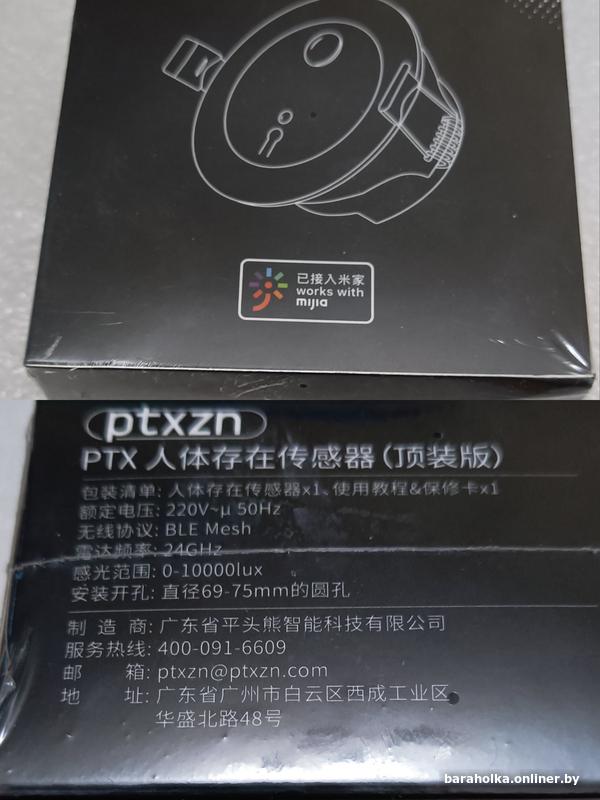 已接入米家
works with
mijia
ptxzn
PTX 人体存在传感器（顶装版）
包装清单: 人体存在传感器x1、使用教程&保修卡x1
额定电压: 220V~μ 50Hz
无线协议: BLE Mesh
雷达频率: 24GHz
感光范围: 0-10000lux
安装开孔: 直径69-75mm的圆孔
制 造 商: 广东省平头熊智能科技有限公司
服务热线: 400-091-6609
邮 箱: ptxzn@ptxzn.com
地 址: 广东省广州市白云区西成工业区
华盛北路48号
baraholka.onliner.by